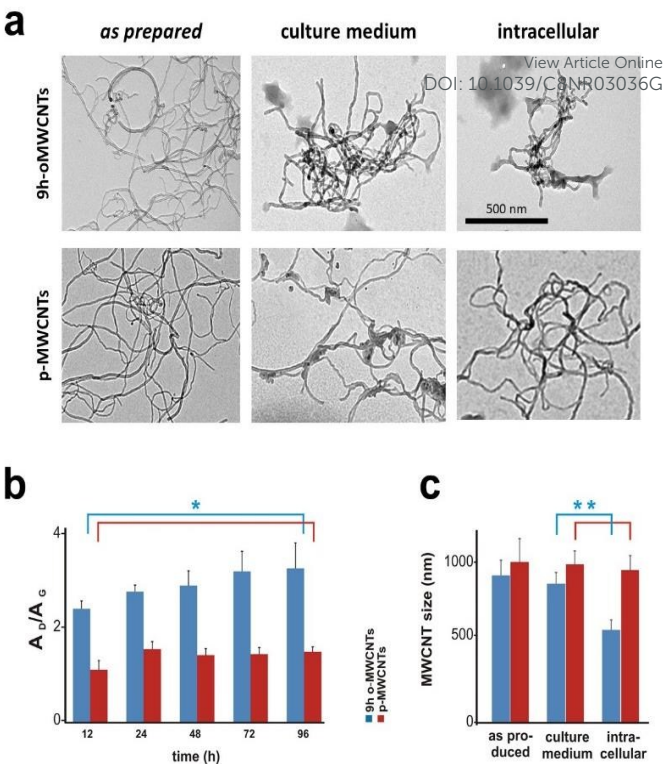 a
as prepared
culture medium
intracellular
View Article Online
DOI: 10.1039/C8NR03036G
9h-oMWCNTs
500 nm
p-MWCNTs
b
*
4
2
0
A_D/A_G
12
24
48
72
96
time (h)
9h o-MWCNTs
p-MWCNTs
c
**
MWCNT size (nm)
1000
500
0
as pro-
duced
culture
medium
intra-
cellular